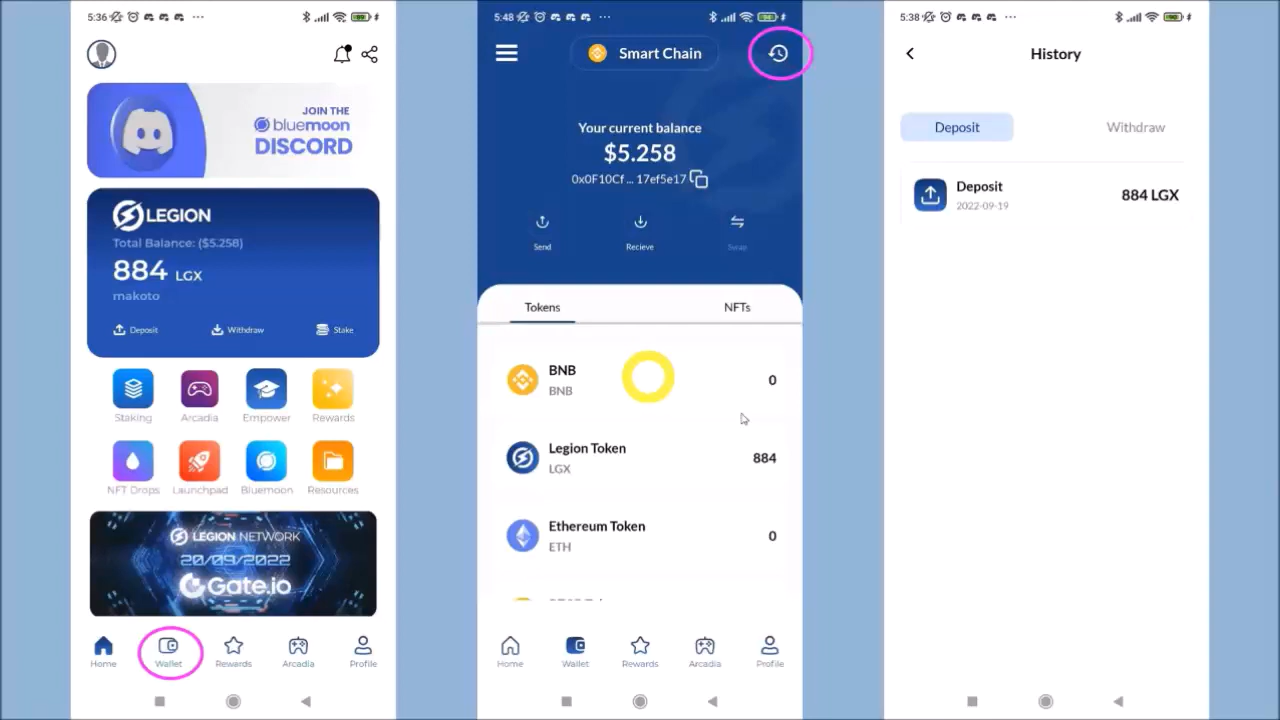 5:36
99
JOIN THE
bluemoon
DISCORD
LEGION
Total Balance: ($5.258)
884 LGX
makoto
Deposit
Withdraw
Stake
Staking
Arcadia
Empower
Rewards
NFT Drops
Launchpad
Bluemoon
Resources
LEGION NETWORK
20/09/2022
Gate.io
Home
Wallet
Rewards
Arcadia
Profile
5:48
Smart Chain
Your current balance
$5.258
0x0F10Cf ... 17ef5e17
Send
Recieve
Swap
Tokens
NFTs
BNB
BNB
0
Legion Token
LGX
884
Ethereum Token
ETH
0
Home
Wallet
Rewards
Arcadia
Profile
5:38
History
Deposit
Withdraw
Deposit
2022-09-19
884 LGX